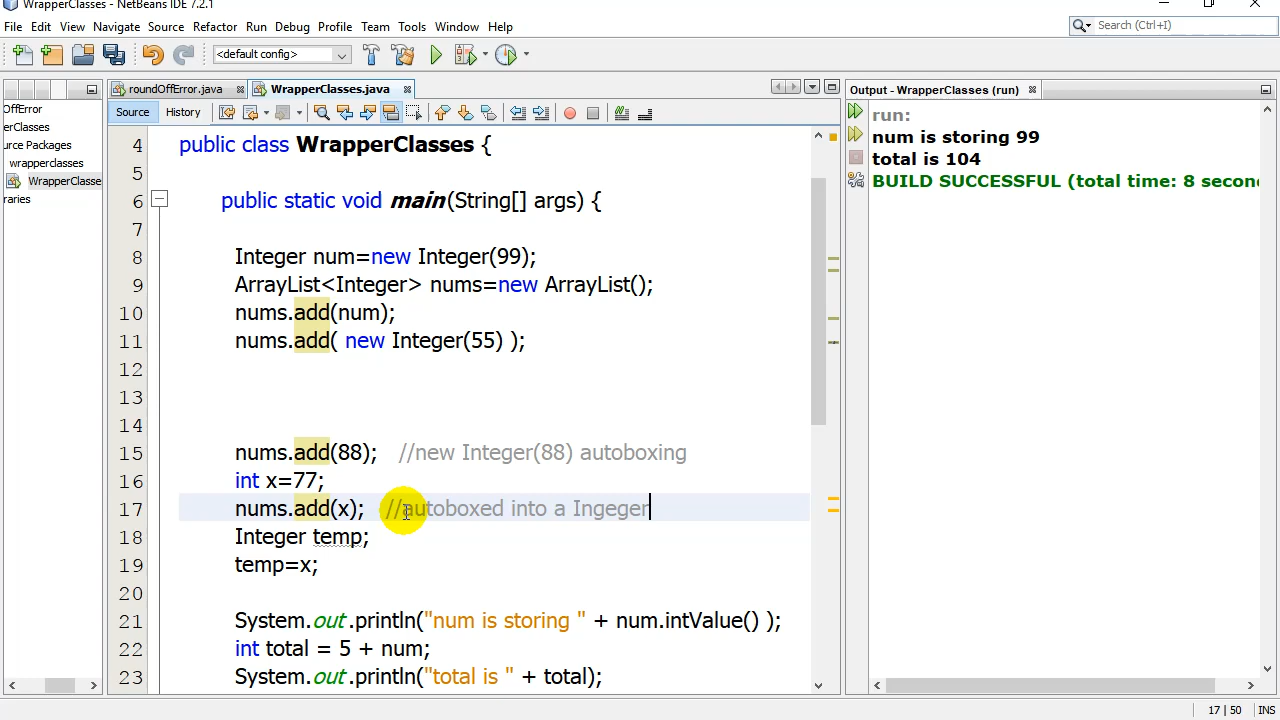 WrapperClasses - NetBeans IDE 7.2.1
File Edit View Navigate Source Refactor Run Debug Profile Team Tools Window Help
Search (Ctrl+I)
<default config>
roundOffError.java
WrapperClasses.java
Output - WrapperClasses (run)
Source History
OffError
erClasses
urce Packages
wrapperclasses
WrapperClasse
raries
4 public class WrapperClasses {
5
6 public static void main(String[] args) {
7
8 Integer num=new Integer(99);
9 ArrayList<Integer> nums=new ArrayList();
10 nums.add(num);
11 nums.add( new Integer(55) );
12
13
14
15 nums.add(88); //new Integer(88) autoboxing
16 int x=77;
17 nums.add(x); //autoboxed into a Ingeger
18 Integer temp;
19 temp=x;
20
21 System.out.println("num is storing " + num.intValue() );
22 int total = 5 + num;
23 System.out.println("total is " + total);
run:
num is storing 99
total is 104
BUILD SUCCESSFUL (total time: 8 secon
17 | 50 INS